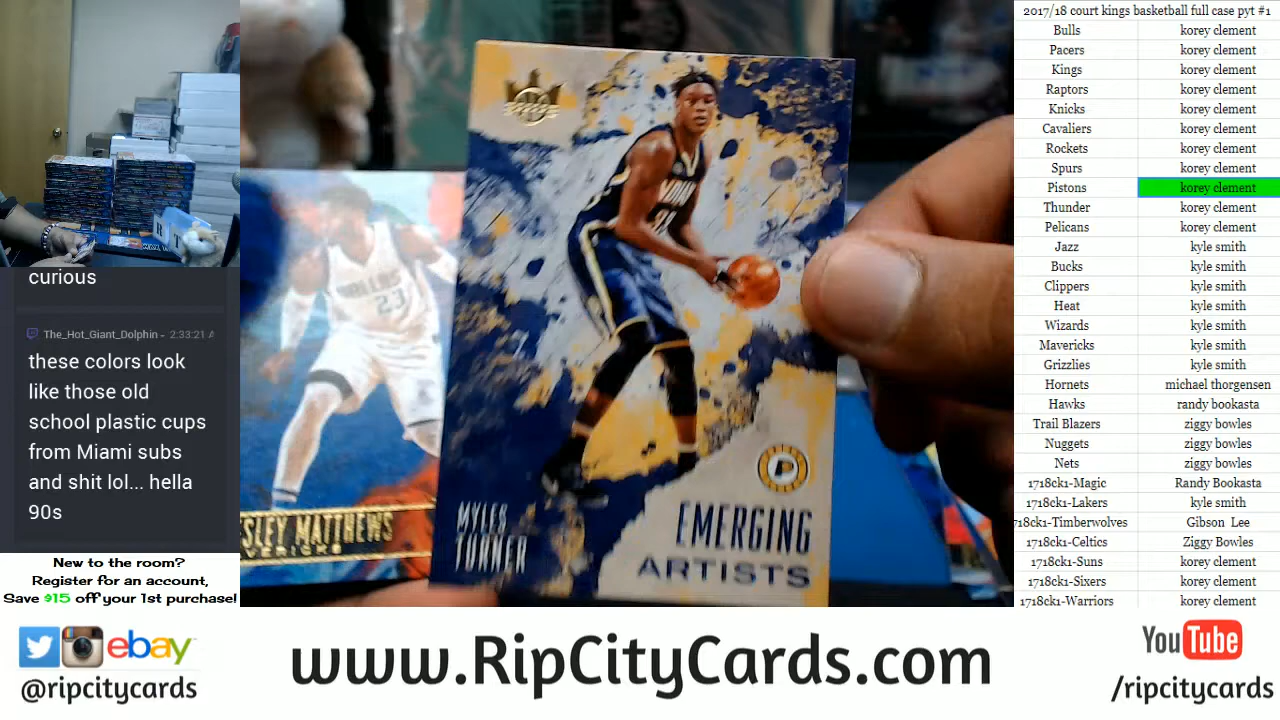 curious
The_Hot_Giant_Dolphin - 2:33:21 A
these colors look
like those old
school plastic cups
from Miami subs
and shit lol... hella
90s
New to the room?
Register for an account,
Save $15 off your 1st purchase!
@ripcitycards
ebay
www.RipCityCards.com
YouTube
/ripcitycards
23
SLEY MATTHEWS
VERICKS
MYLES
TURNER
EMERGING
ARTISTS
P
R
T
2017/18 court kings basketball full case pyt #1
Bulls korey clement
Pacers korey clement
Kings korey clement
Raptors korey clement
Knicks korey clement
Cavaliers korey clement
Rockets korey clement
Spurs korey clement
Pistons korey clement
Thunder korey clement
Pelicans korey clement
Jazz kyle smith
Bucks kyle smith
Clippers kyle smith
Heat kyle smith
Wizards kyle smith
Mavericks kyle smith
Grizzlies kyle smith
Hornets michael thorgensen
Hawks randy bookasta
Trail Blazers ziggy bowles
Nuggets ziggy bowles
Nets ziggy bowles
1718ck1-Magic Randy Bookasta
1718ck1-Lakers kyle smith
718ck1-Timberwolves Gibson Lee
1718ck1-Celtics Ziggy Bowles
1718ck1-Suns korey clement
1718ck1-Sixers korey clement
1718ck1-Warriors korey clement